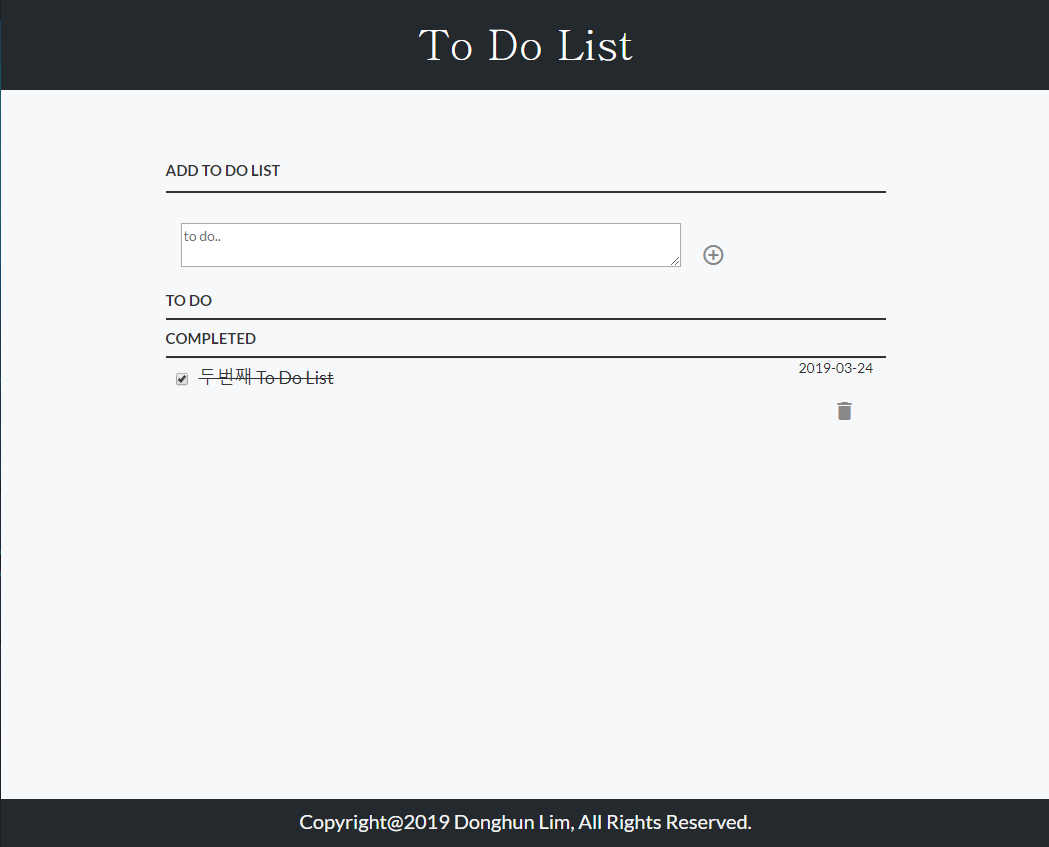 To Do List
ADD TO DO LIST
to do..
TO DO
COMPLETED
두번째 To Do List
2019-03-24
Copyright@2019 Donghun Lim, All Rights Reserved.